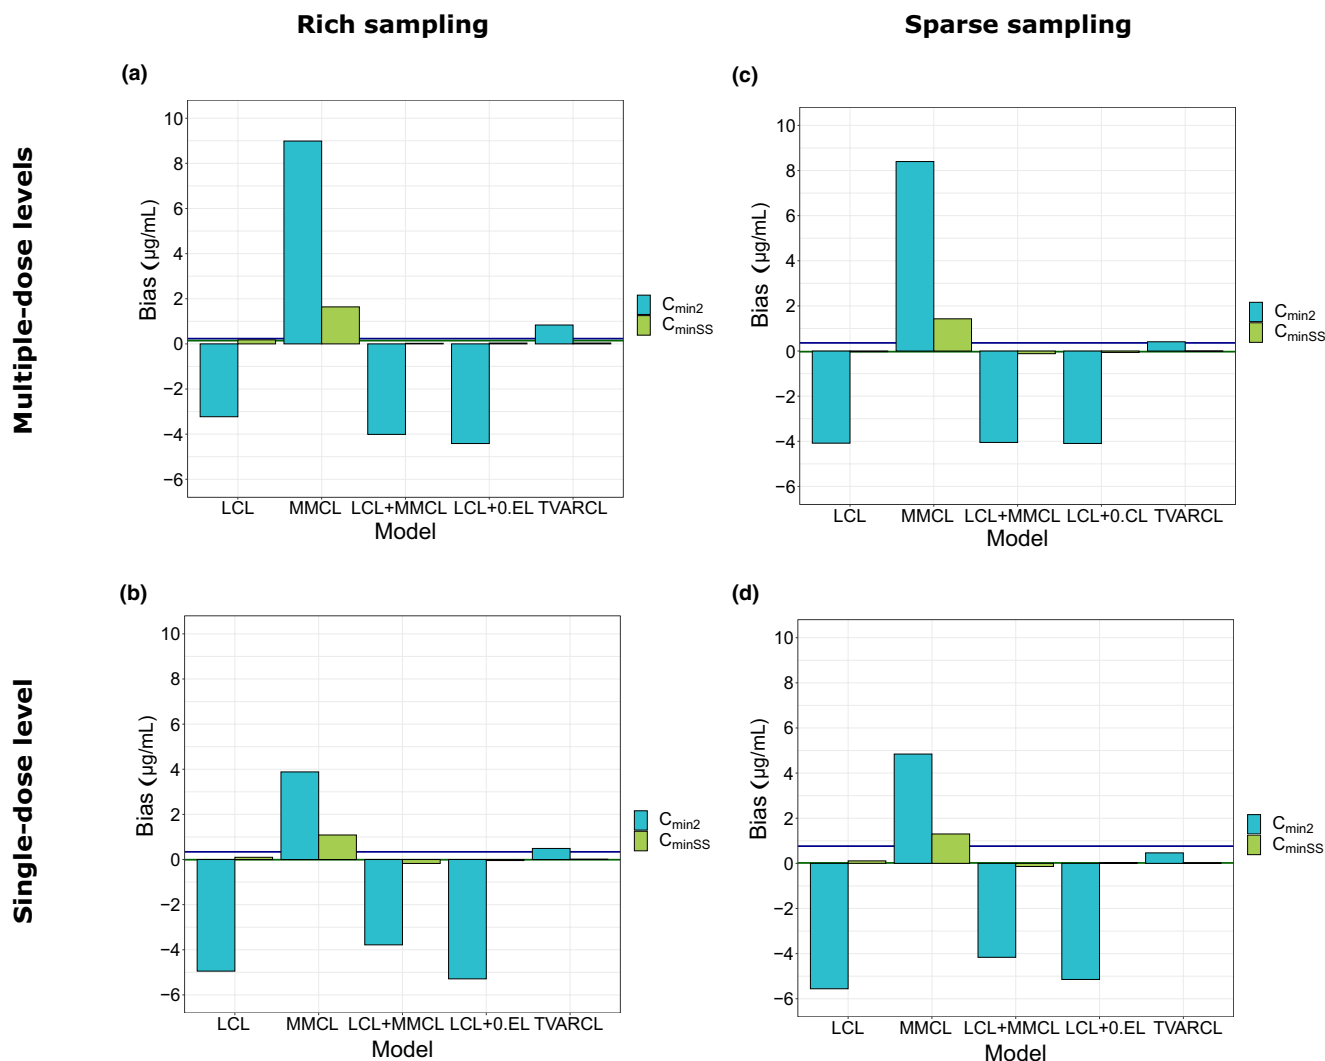 Rich sampling
Sparse sampling
Multiple-dose levels
Single-dose level
(a)
10
8
6
4
2
0
−2
−4
−6
Bias (µg/mL)
LCL MMCL LCL+MMCL LCL+0.EL TVARCL
Model
Cmin2
CminSS
(c)
10
8
6
4
2
0
−2
−4
−6
Bias (µg/mL)
LCL MMCL LCL+MMCL LCL+0.CL TVARCL
Model
Cmin2
CminSS
(b)
10
8
6
4
2
0
−2
−4
−6
Bias (µg/mL)
LCL MMCL LCL+MMCL LCL+0.EL TVARCL
Model
Cmin2
CminSS
(d)
10
8
6
4
2
0
−2
−4
−6
Bias (µg/mL)
LCL MMCL LCL+MMCL LCL+0.EL TVARCL
Model
Cmin2
CminSS